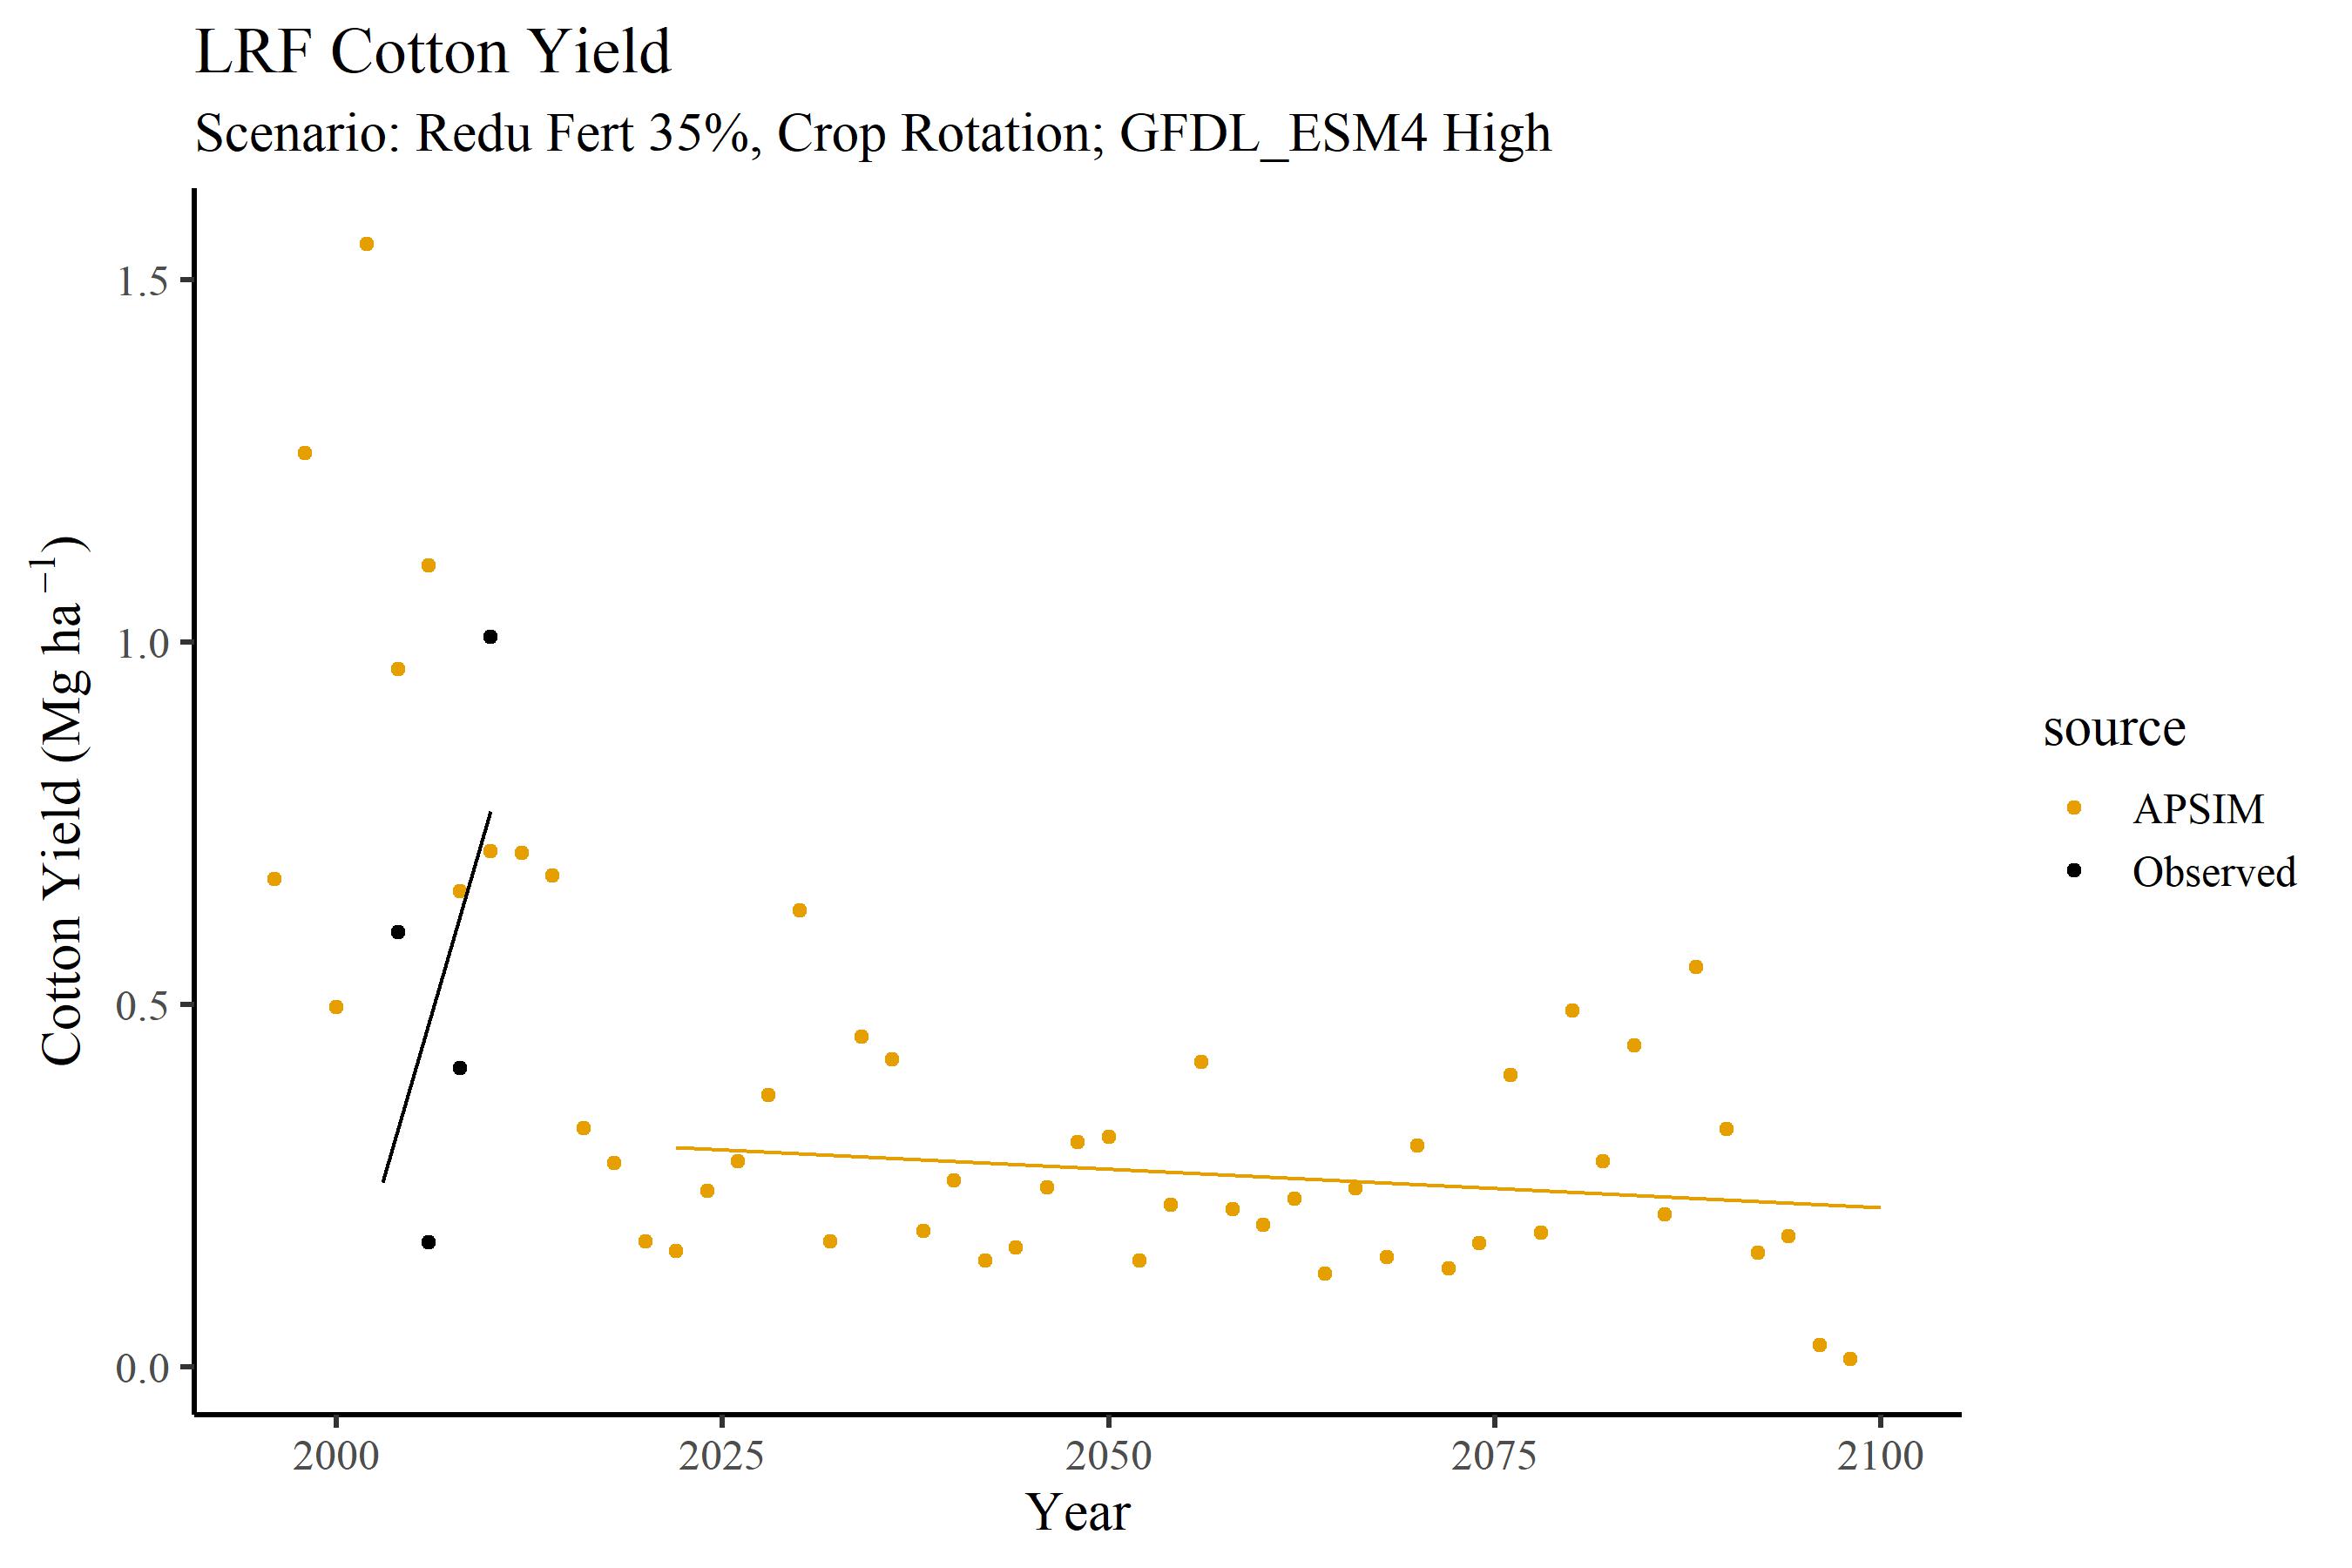 LRF Cotton Yield
Scenario: Redu Fert 35%, Crop Rotation; GFDL_ESM4 High
Cotton Yield (Mg ha⁻¹)
1.5
1.0
0.5
0.0
2000 2025 2050 2075 2100
Year
source
APSIM
Observed